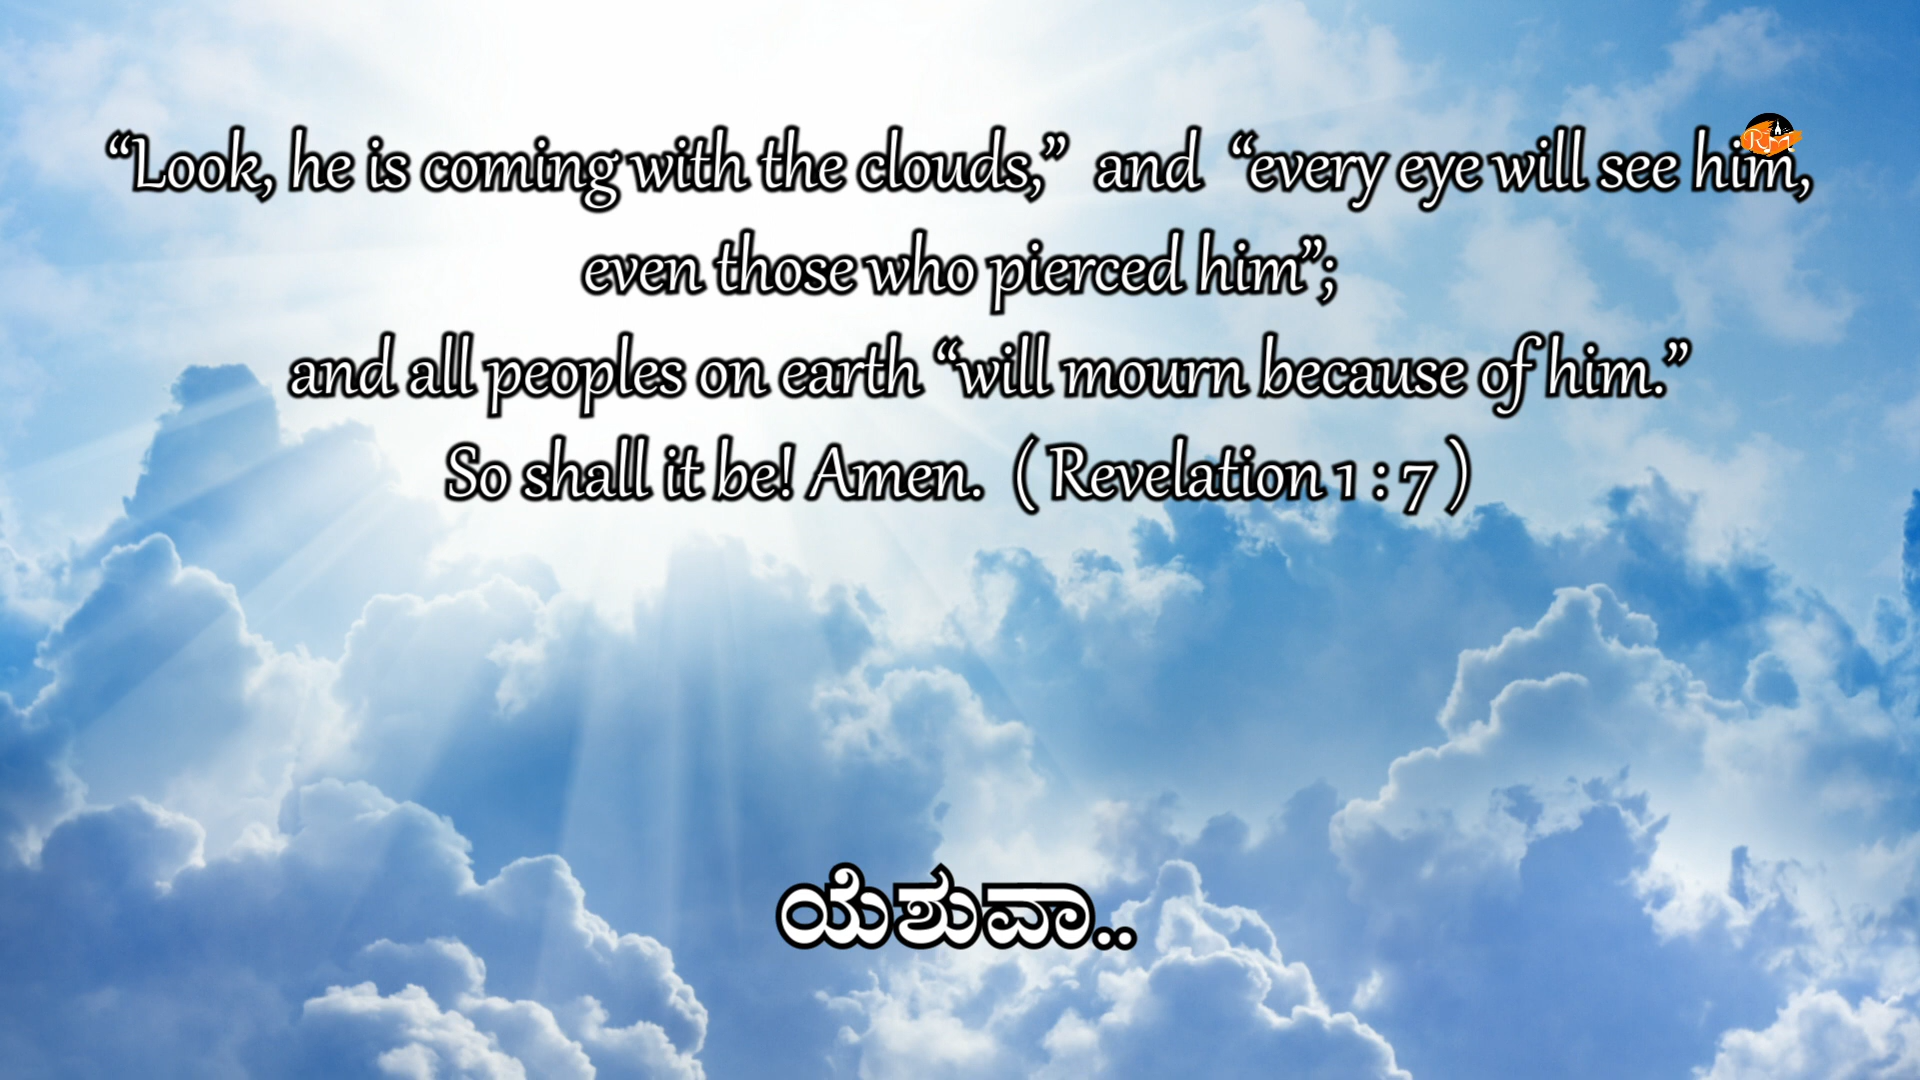 “Look, he is coming with the clouds,” and “every eye will see him,
even those who pierced him”;
and all peoples on earth “will mourn because of him.”
So shall it be! Amen. ( Revelation 1 : 7 )
RM
ಯೆಶುವಾ..